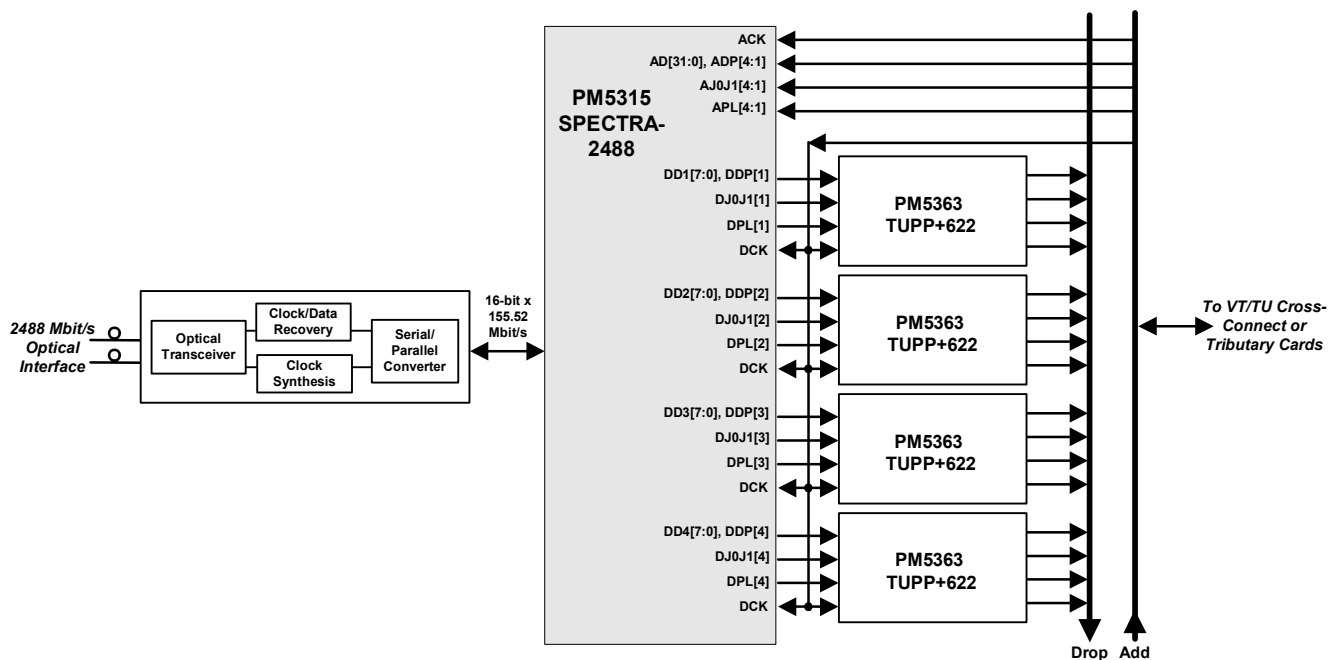 2488 Mbit/s
Optical
Interface
Optical
Transceiver
Clock/Data
Recovery
Clock
Synthesis
Serial/
Parallel
Converter
16-bit x
155.52
Mbit/s
PM5315
SPECTRA-
2488
ACK
AD[31:0], ADP[4:1]
AJ0J1[4:1]
APL[4:1]
DD1[7:0], DDP[1]
DJ0J1[1]
DPL[1]
DCK
PM5363
TUPP+622
DD2[7:0], DDP[2]
DJ0J1[2]
DPL[2]
DCK
PM5363
TUPP+622
DD3[7:0], DDP[3]
DJ0J1[3]
DPL[3]
DCK
PM5363
TUPP+622
DD4[7:0], DDP[4]
DJ0J1[4]
DPL[4]
DCK
PM5363
TUPP+622
Drop Add
To VT/TU Cross-
Connect or
Tributary Cards